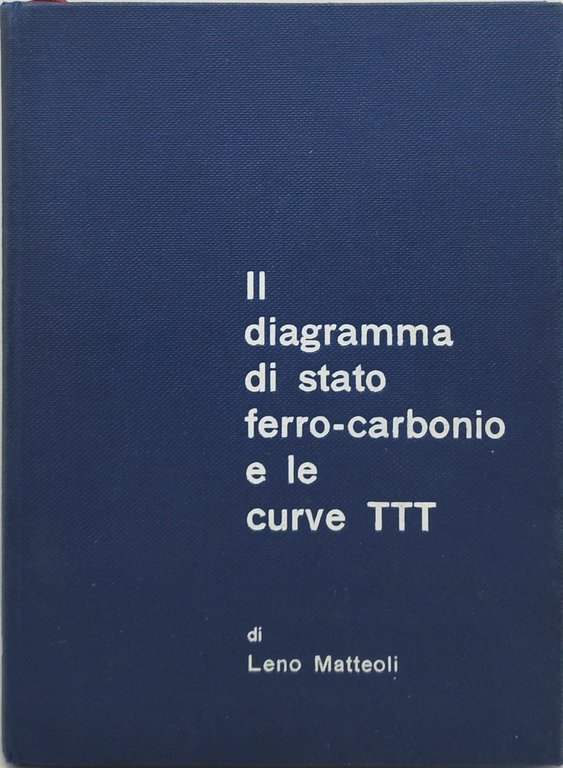 Il
diagramma
di stato
ferro-carbonio
e le
curve TTT
di
Leno Matteoli